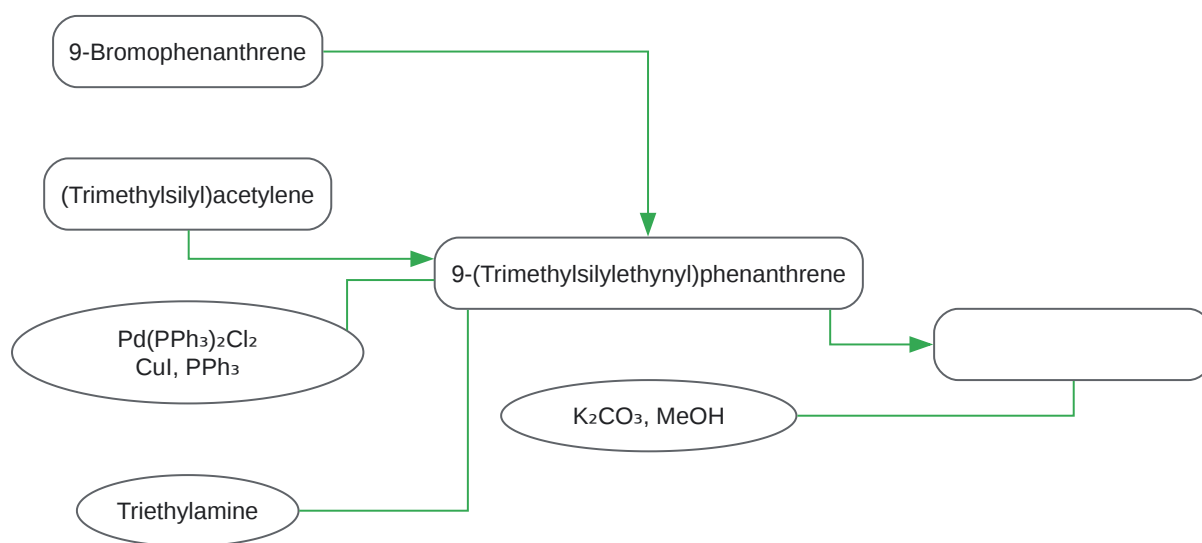 9-Bromophenanthrene
(Trimethylsilyl)acetylene
9-(Trimethylsilylethynyl)phenanthrene
Pd(PPh₃)₂Cl₂
CuI, PPh₃
K₂CO₃, MeOH
Triethylamine